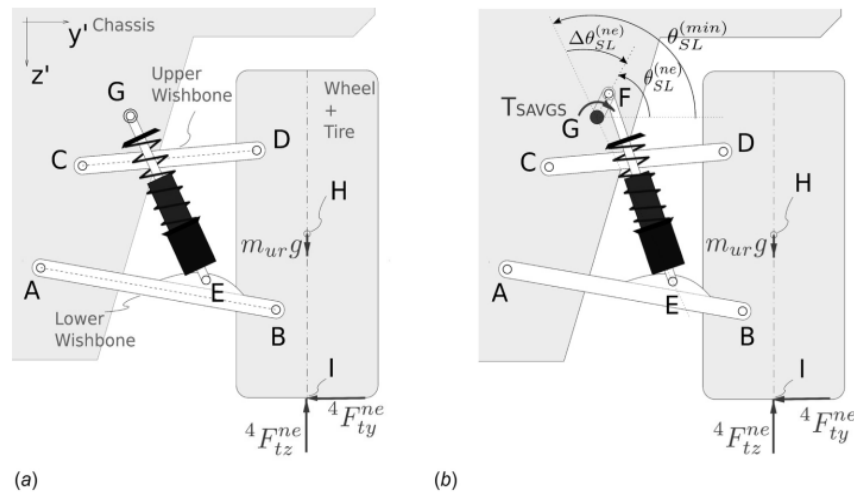 Chassis
y'
z'
Upper
Wishbone
G
Wheel
+
Tire
C
D
H
m_{ur}g
A
E
B
Lower
Wishbone
I
^4F_{ty}^{ne}
^4F_{tz}^{ne}
(a)
θ_{SL}^{(min)}
Δθ_{SL}^{(ne)}
θ_{SL}^{(ne)}
T_{SAVGS}
F
G
C
D
H
m_{ur}g
A
E
B
I
^4F_{ty}^{ne}
^4F_{tz}^{ne}
(b)